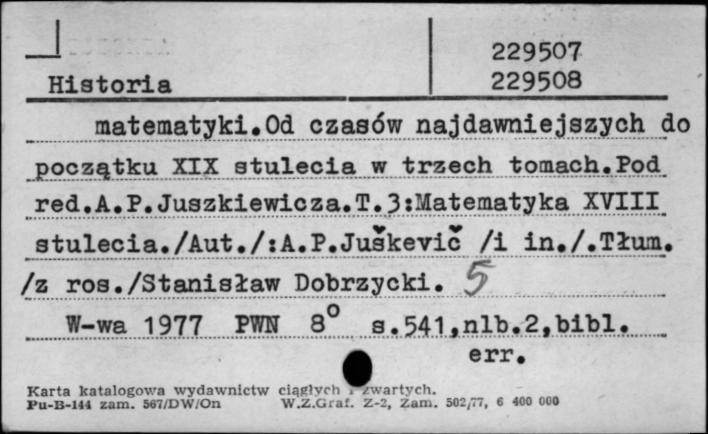 229507
Historia 229508
matematyki.Od czasów najdawniejszych do
początku XIX stulecia w trzech tomach.Pod
red.A.P.Juszkiewicza.T.3:Matematyka XVIII
stulecia./Aut./:A.P.Juškevič /i in./.Tłum.
/z ros./Stanisław Dobrzycki. 5
W-wa 1977 PWN 8° s.541,nlb.2,bibl.
err.
Karta katalogowa wydawnictw ciągłych i zwartych.
Pu-B-144 zam. 567/DW/On W.Z.Graf. Z-2, Zam. 502/77, 6 400 000